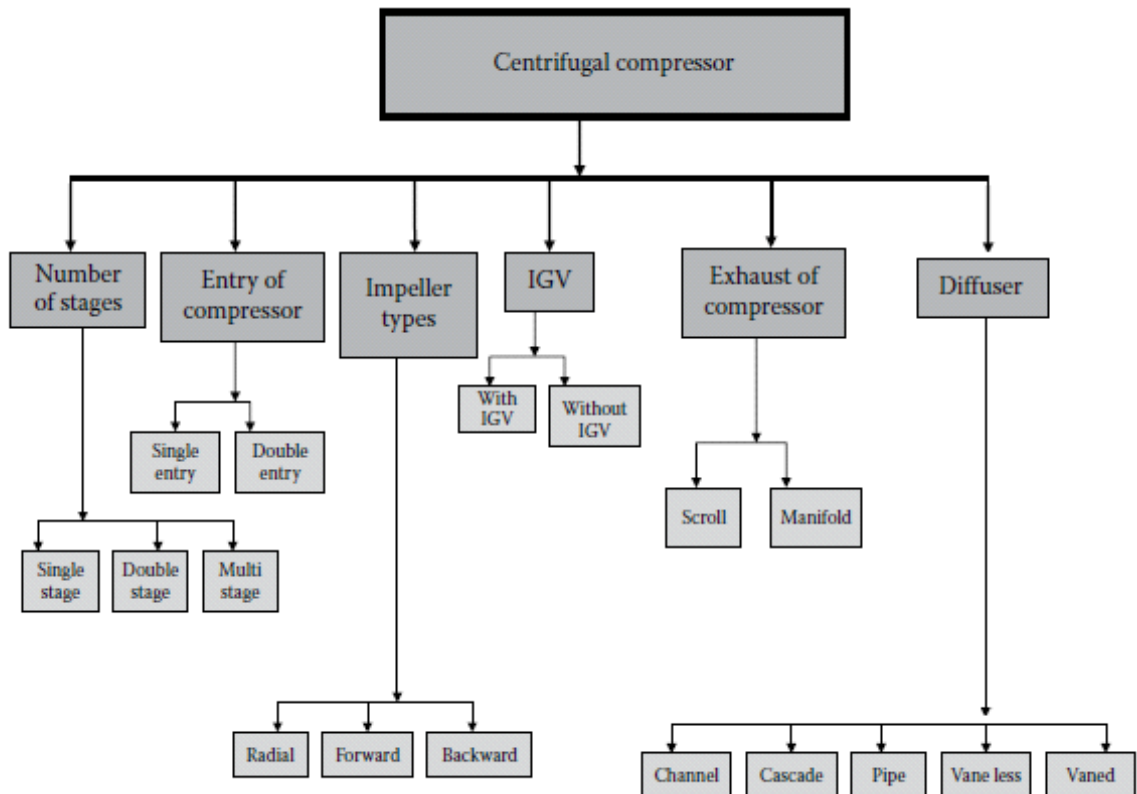 Centrifugal compressor
Number
of stages
Entry of
compressor
Impeller
types
IGV
Exhaust of
compressor
Diffuser
With
IGV
Without
IGV
Single
entry
Double
entry
Scroll
Manifold
Single
stage
Double
stage
Multi
stage
Radial
Forward
Backward
Channel
Cascade
Pipe
Vane less
Vaned